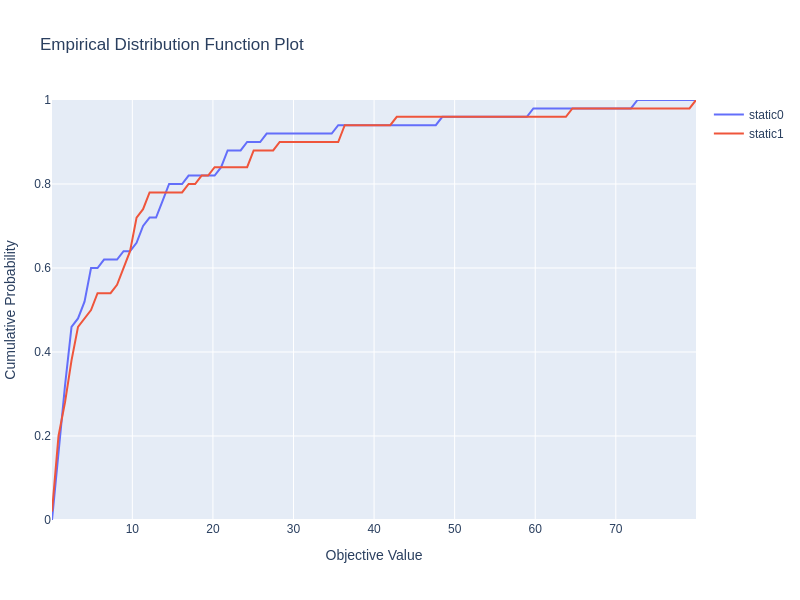 Empirical Distribution Function Plot
static0
static1
Cumulative Probability
1
0.8
0.6
0.4
0.2
0
10
20
30
40
50
60
70
Objective Value